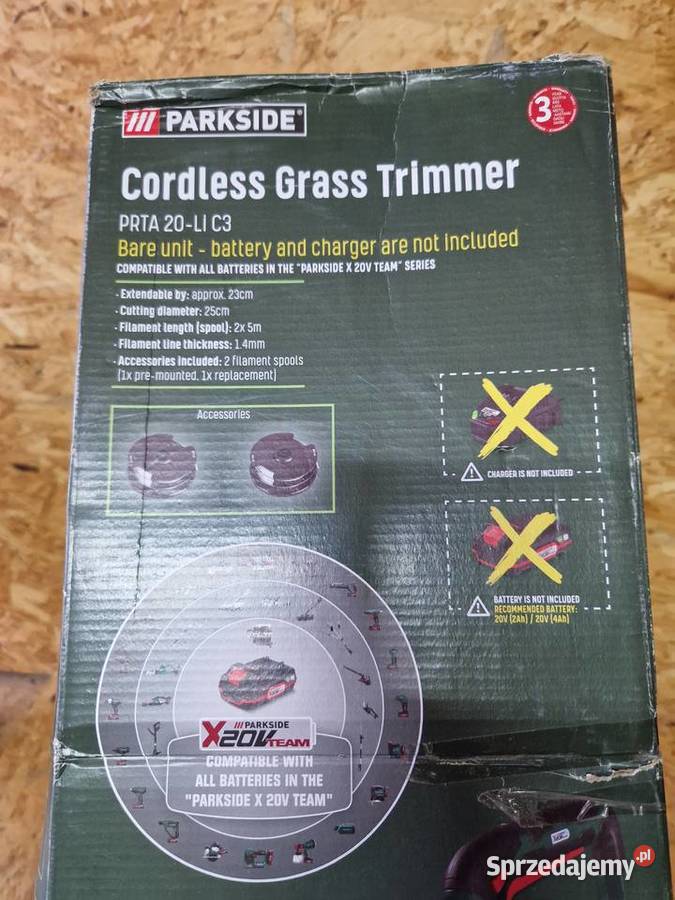 PARKSIDE
3
Cordless Grass Trimmer
PRTA 20-LI C3
Bare unit - battery and charger are not included
COMPATIBLE WITH ALL BATTERIES IN THE "PARKSIDE X 20V TEAM" SERIES
· Extendable by: approx. 23cm
· Cutting diameter: 25cm
· Filament length (spool): 2x 5m
· Filament line thickness: 1.4mm
· Accessories included: 2 filament spools
(1x pre-mounted, 1x replacement)
Accessories
CHARGER IS NOT INCLUDED
BATTERY IS NOT INCLUDED
RECOMMENDED BATTERY:
20V (2Ah) / 20V (4Ah)
PARKSIDE
X20V TEAM
COMPATIBLE WITH
ALL BATTERIES IN THE
"PARKSIDE X 20V TEAM"
Sprzedajemy.pl